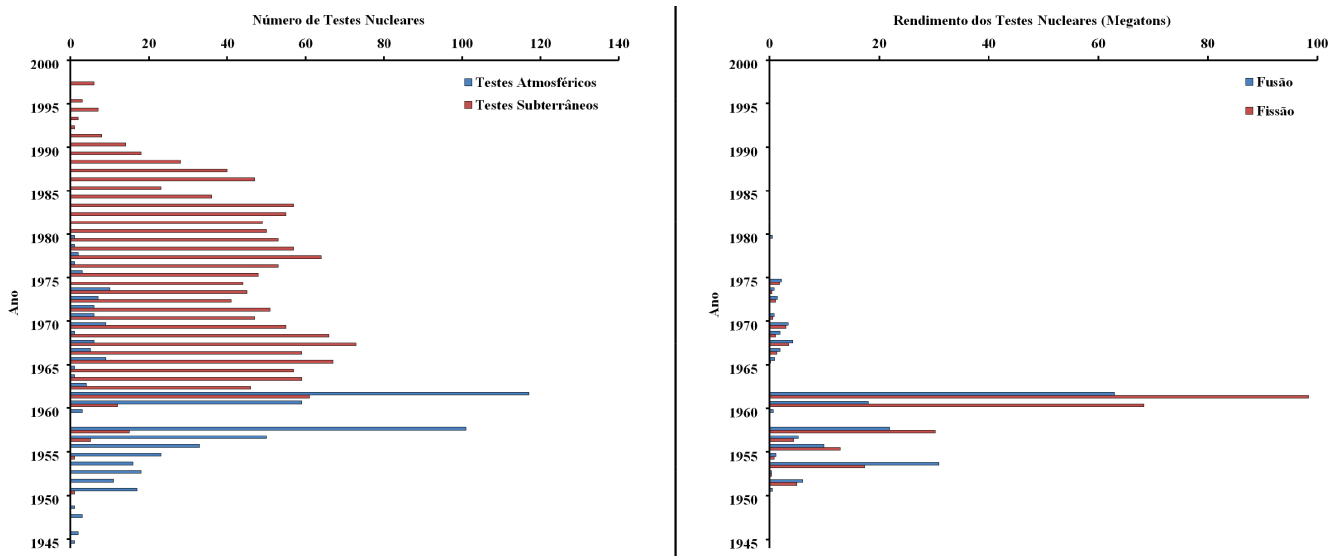 Número de Testes Nucleares
0 20 40 60 80 100 120 140
2000
1995
1990
1985
1980
1975
1970
1965
1960
1955
1950
1945
Ano
Testes Atmosféricos
Testes Subterrâneos
Rendimento dos Testes Nucleares (Megatons)
0 20 40 60 80 100
2000
1995
1990
1985
1980
1975
1970
1965
1960
1955
1950
1945
Ano
Fusão
Fissão